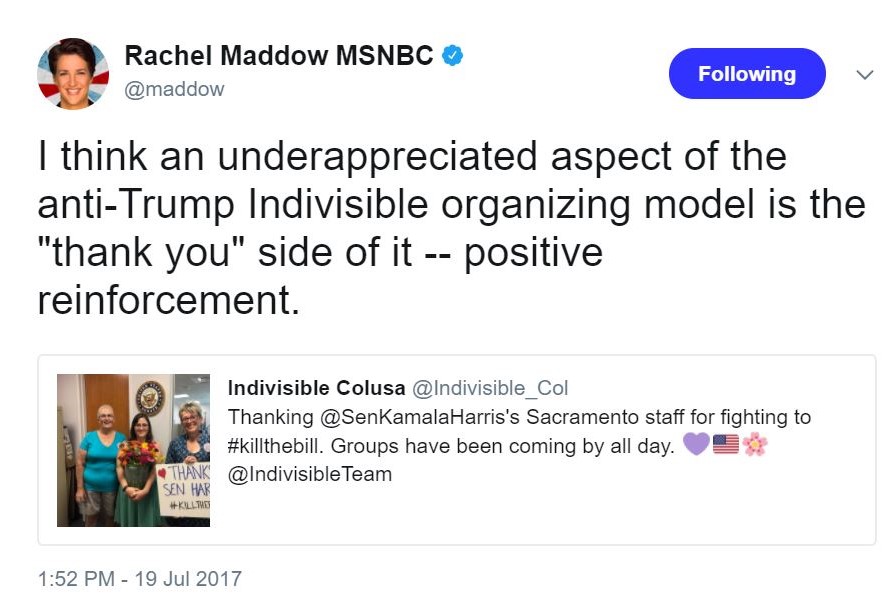 Rachel Maddow MSNBC
@maddow
Following
I think an underappreciated aspect of the
anti-Trump Indivisible organizing model is the
"thank you" side of it -- positive
reinforcement.
Indivisible Colusa @Indivisible_Col
Thanking @SenKamalaHarris's Sacramento staff for fighting to
#killthebill. Groups have been coming by all day. 💜🇺🇸🌸
@IndivisibleTeam
THANK
SEN HAR
1:52 PM - 19 Jul 2017